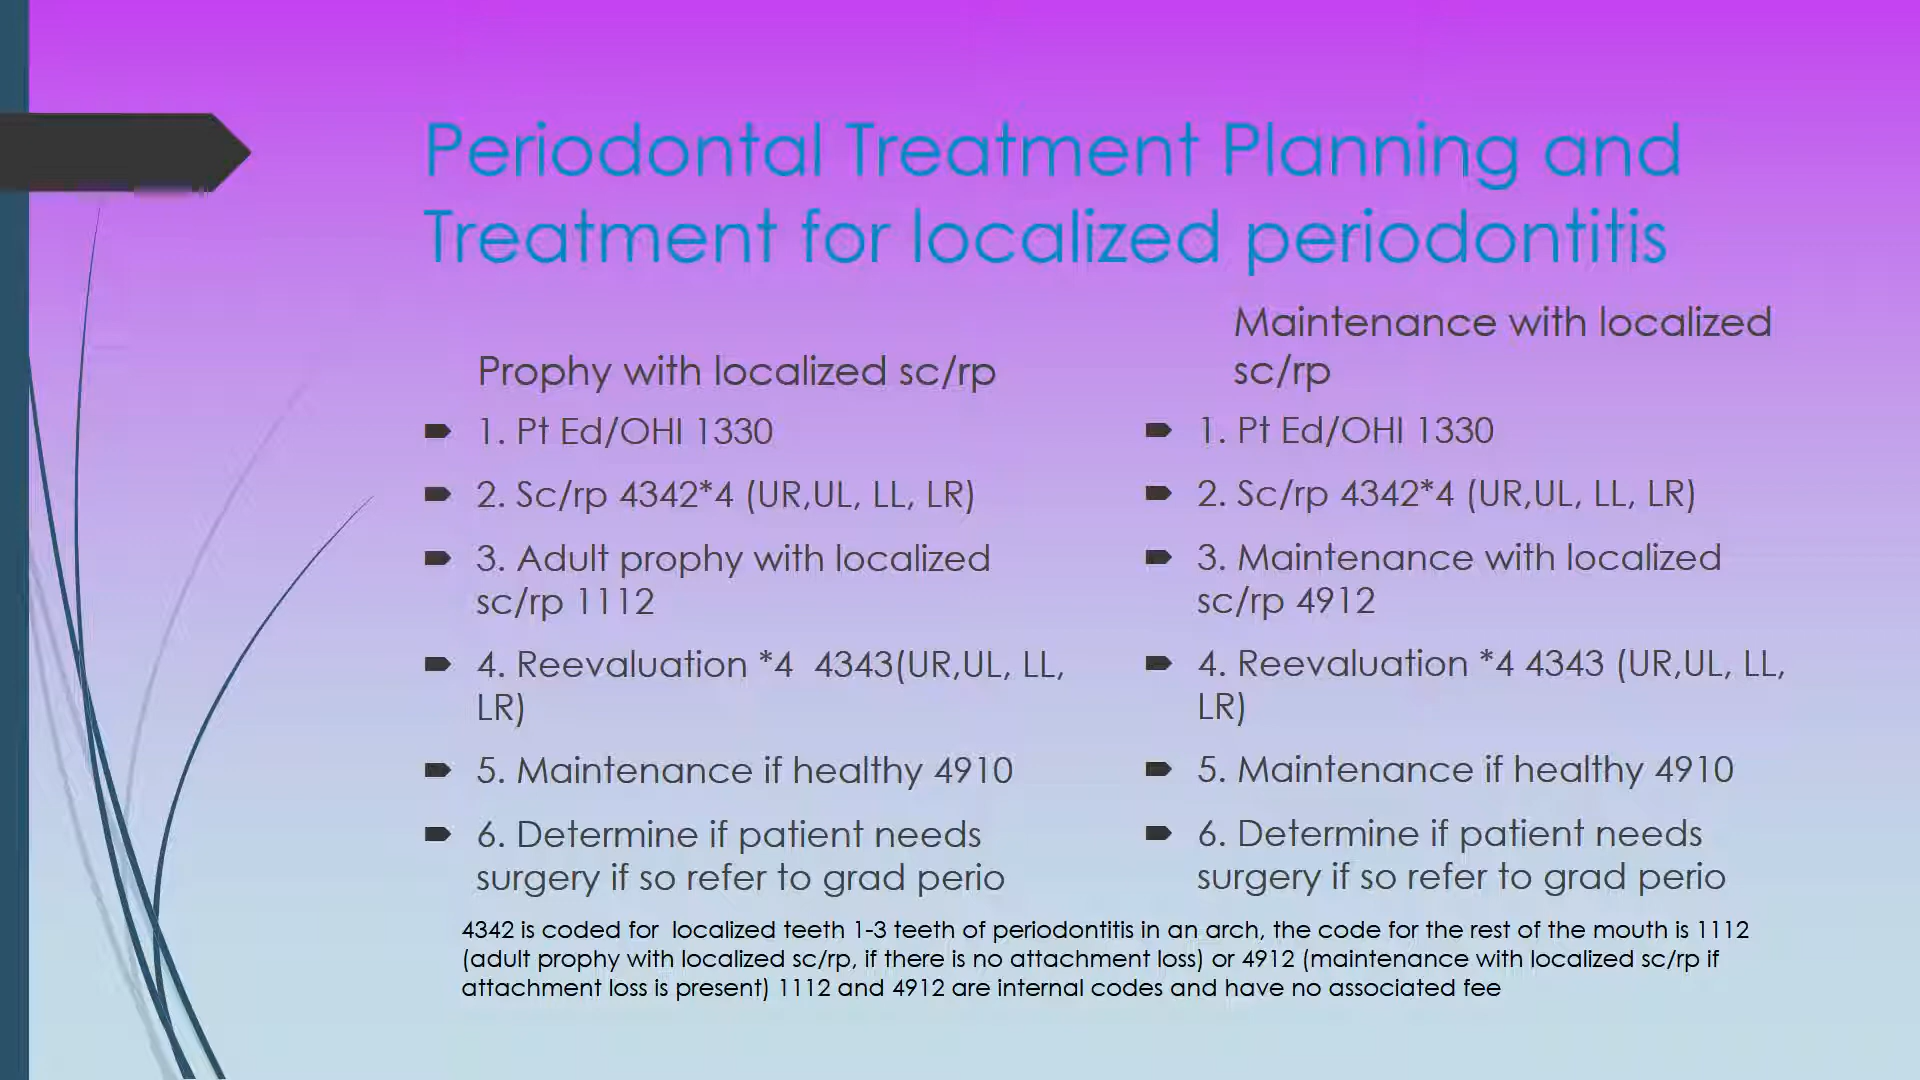 Periodontal Treatment Planning and
Treatment for localized periodontitis
Prophy with localized sc/rp
1. Pt Ed/OHI 1330
2. Sc/rp 4342*4 (UR,UL, LL, LR)
3. Adult prophy with localized
sc/rp 1112
4. Reevaluation *4  4343(UR,UL, LL,
LR)
5. Maintenance if healthy 4910
6. Determine if patient needs
surgery if so refer to grad perio
Maintenance with localized
sc/rp
1. Pt Ed/OHI 1330
2. Sc/rp 4342*4 (UR,UL, LL, LR)
3. Maintenance with localized
sc/rp 4912
4. Reevaluation *4 4343 (UR,UL, LL,
LR)
5. Maintenance if healthy 4910
6. Determine if patient needs
surgery if so refer to grad perio
4342 is coded for  localized teeth 1-3 teeth of periodontitis in an arch, the code for the rest of the mouth is 1112
(adult prophy with localized sc/rp, if there is no attachment loss) or 4912 (maintenance with localized sc/rp if
attachment loss is present) 1112 and 4912 are internal codes and have no associated fee